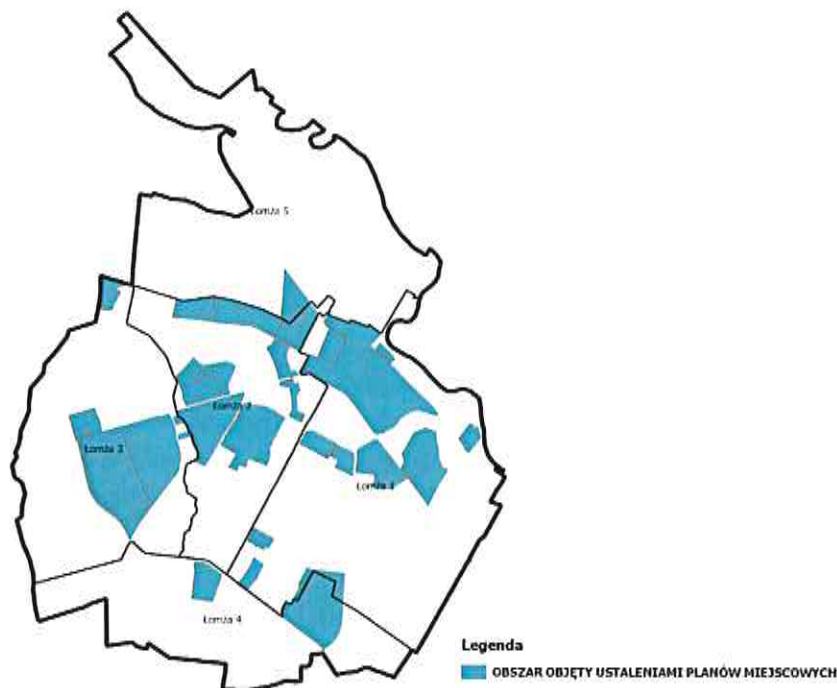 Łomża 5
Łomża 2
Łomża 3
Łomża 1
Łomża 4
Legenda
OBSZAR OBJĘTY USTALENIAMI PLANÓW MIEJSCOWYCH